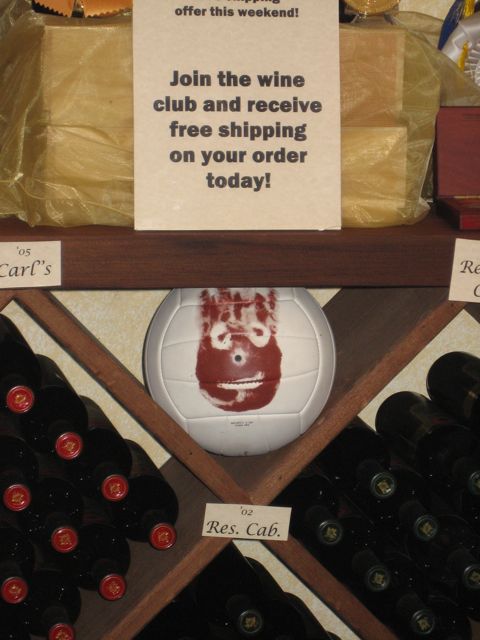 offer this weekend!
Join the wine
club and receive
free shipping
on your order
today!
'05
Carl's
'02
Res. Cab.